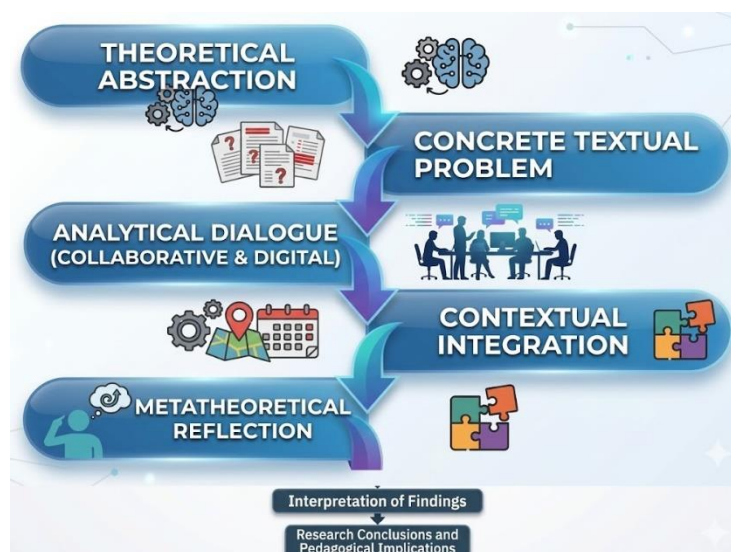 THEORETICAL
ABSTRACTION
CONCRETE TEXTUAL
PROBLEM
ANALYTICAL DIALOGUE
(COLLABORATIVE & DIGITAL)
CONTEXTUAL
INTEGRATION
METATHEORETICAL
REFLECTION
Interpretation of Findings
Research Conclusions and
Pedagogical Implications